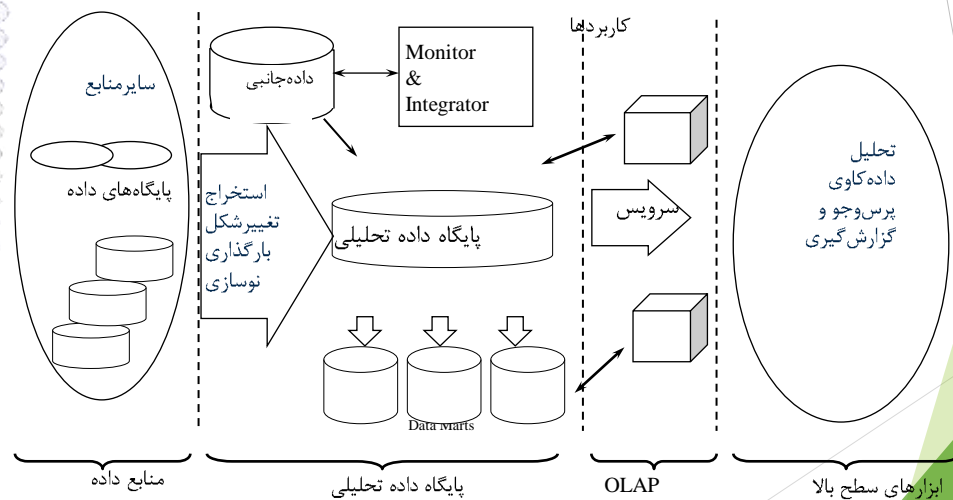 کاربردها
سایرمنابع
پایگاه‌های داده
داده‌جانبی
Monitor
&
Integrator
استخراج
تغییرشکل
بارگذاری
نوسازی
پایگاه داده تحلیلی
Data Marts
سرویس
تحلیل
داده‌کاوی
پرس‌وجو و
گزارش‌گیری
منابع داده
پایگاه داده تحلیلی
OLAP
ابزارهای سطح بالا